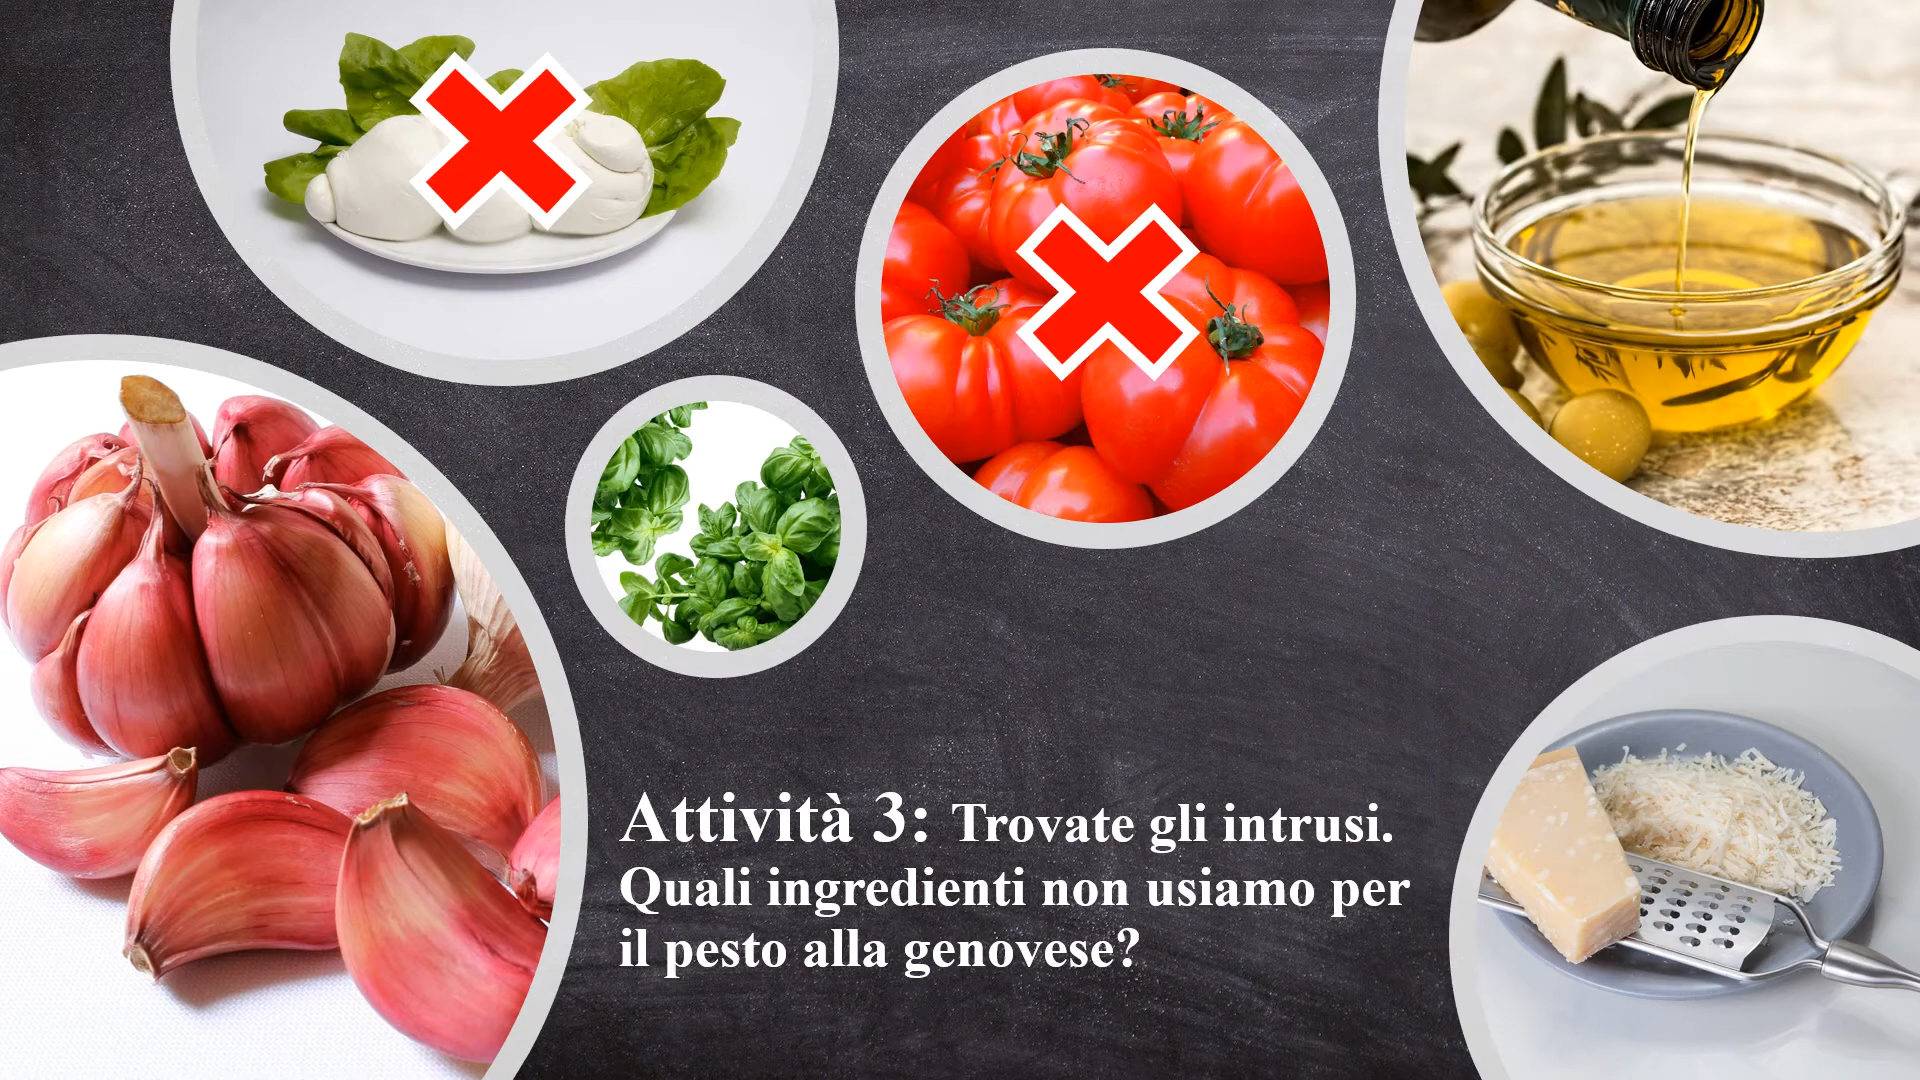 Attività 3: Trovate gli intrusi.
Quali ingredienti non usiamo per
il pesto alla genovese?